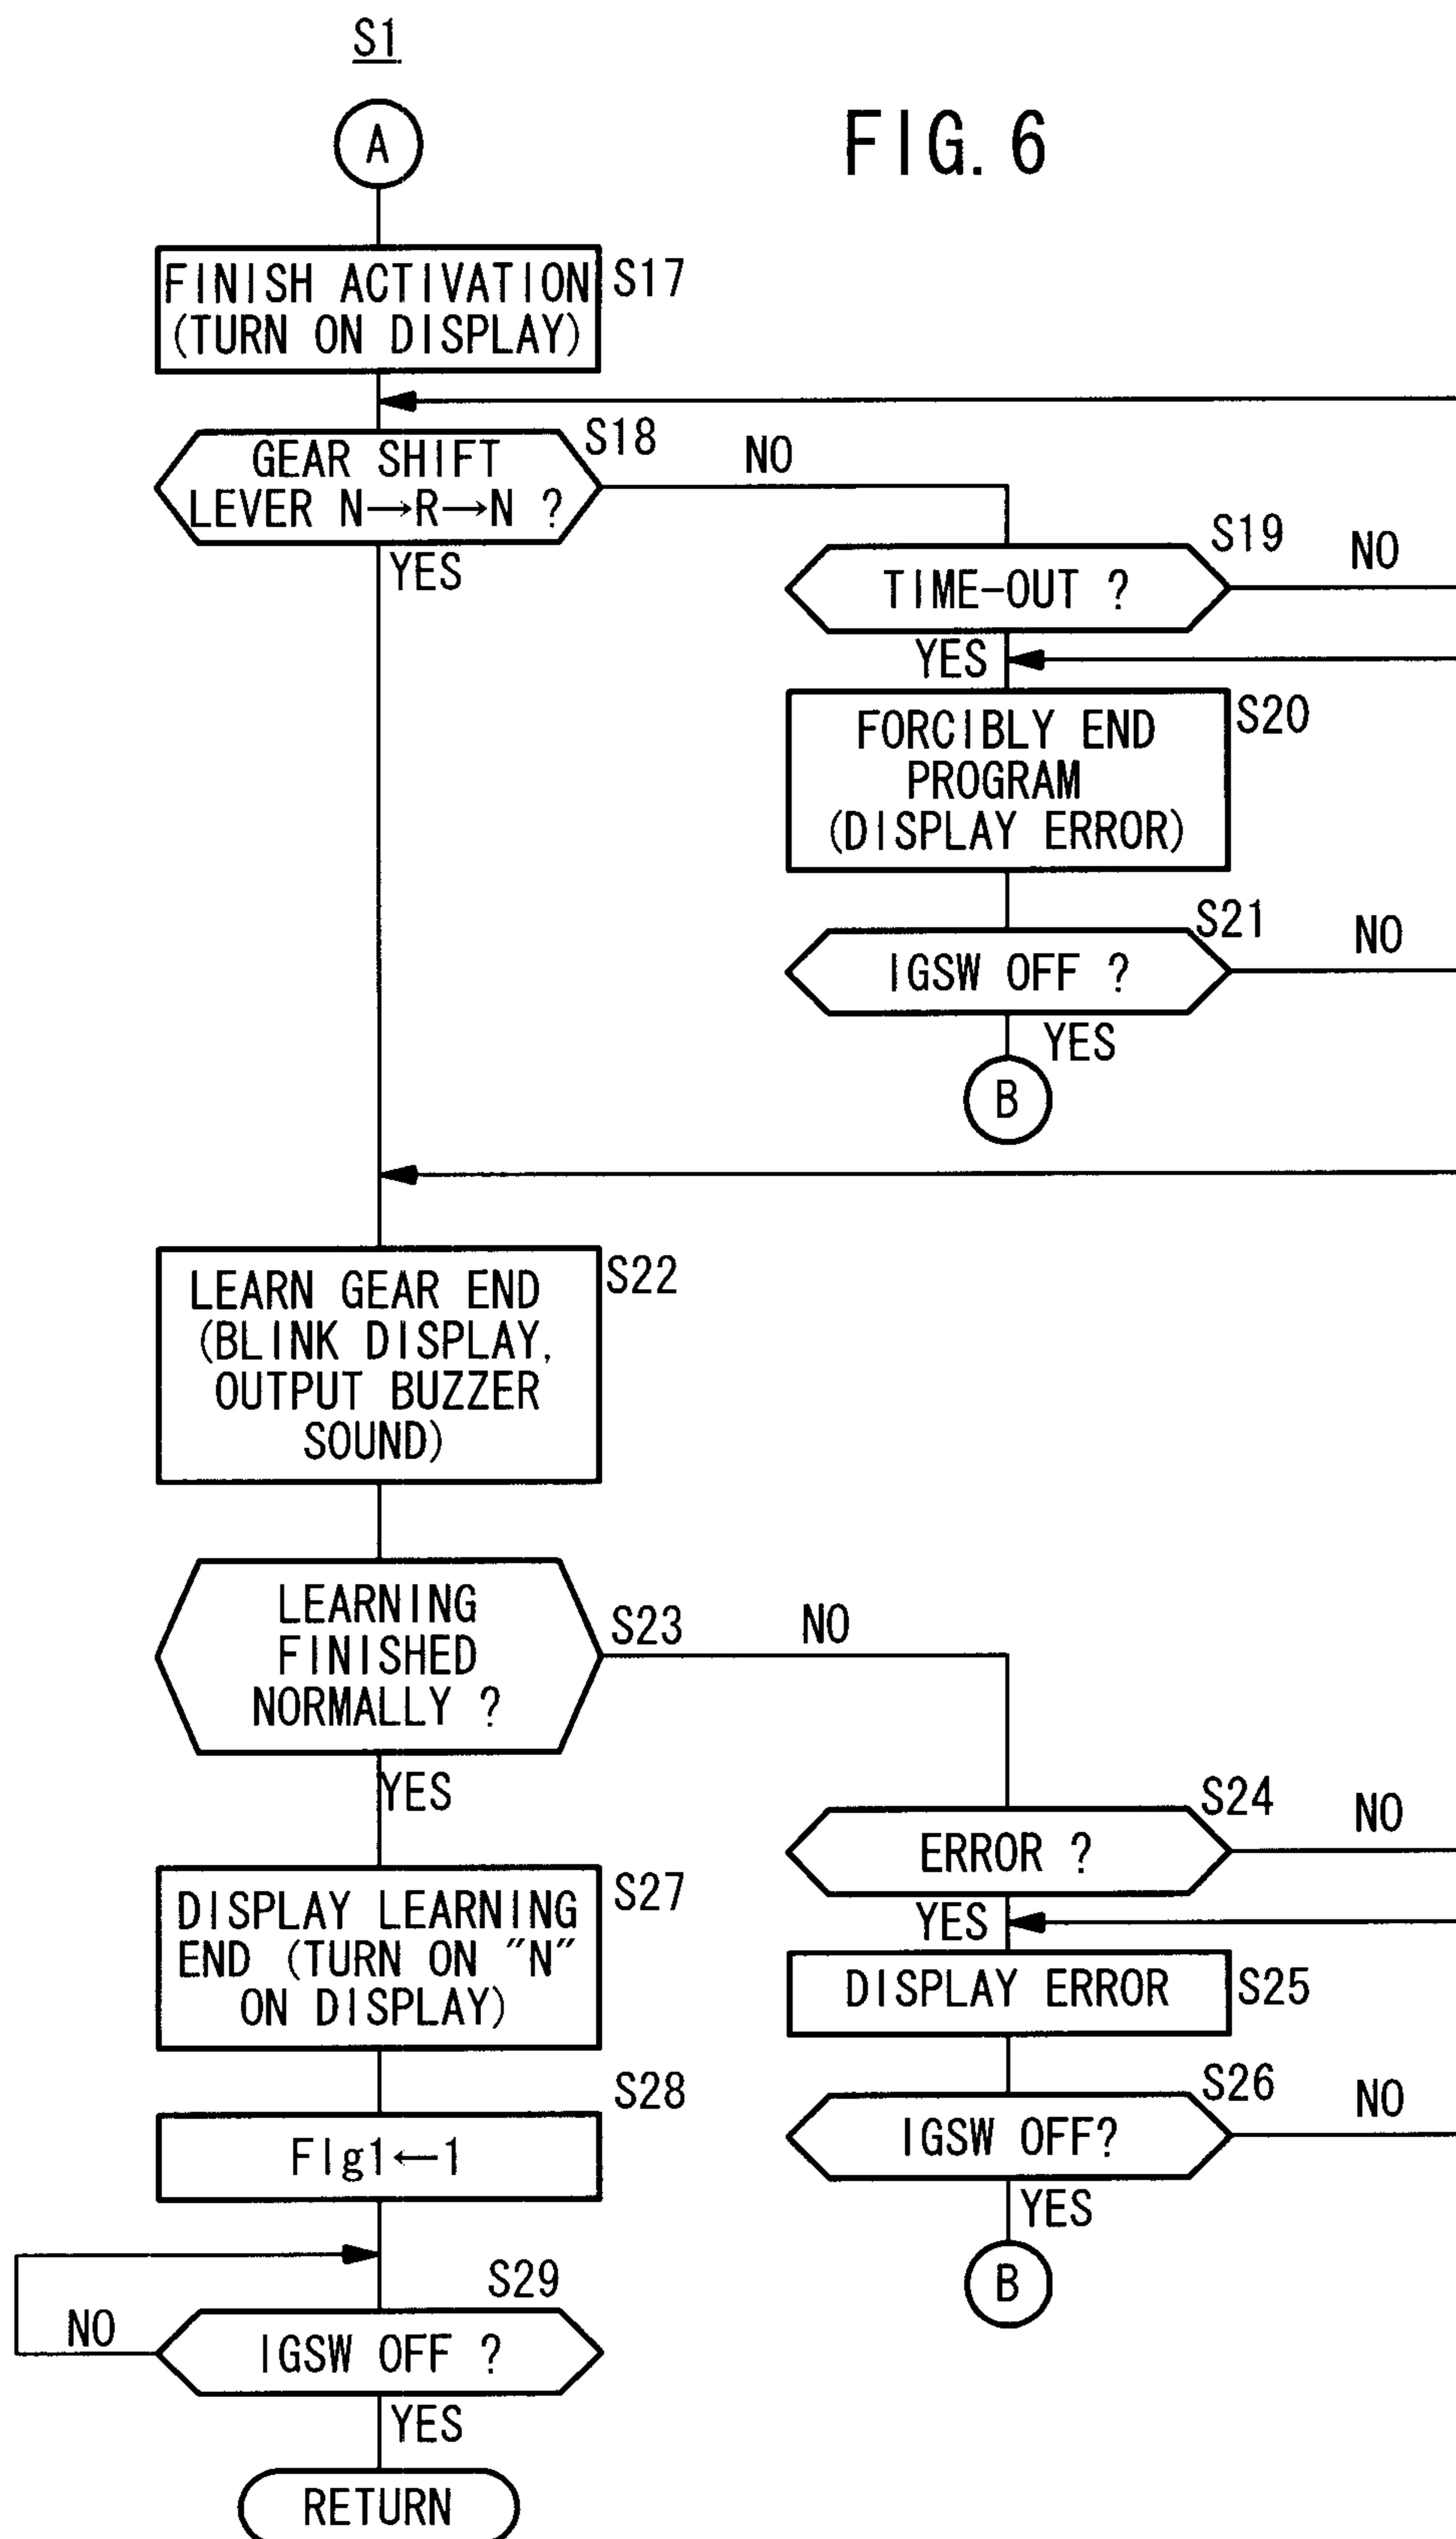 S1
A
FIG. 6
FINISH ACTIVATION
(TURN ON DISPLAY)
S17
GEAR SHIFT
LEVER N→R→N ?
S18
NO
YES
TIME-OUT ?
S19
NO
YES
FORCIBLY END
PROGRAM
(DISPLAY ERROR)
S20
IGSW OFF ?
S21
NO
YES
B
LEARN GEAR END
(BLINK DISPLAY,
OUTPUT BUZZER
SOUND)
S22
LEARNING
FINISHED
NORMALLY ?
S23
NO
YES
ERROR ?
S24
NO
YES
DISPLAY ERROR
S25
IGSW OFF?
S26
NO
YES
B
DISPLAY LEARNING
END (TURN ON "N"
ON DISPLAY)
S27
S28
Flg1←1
S29
IGSW OFF ?
NO
YES
RETURN